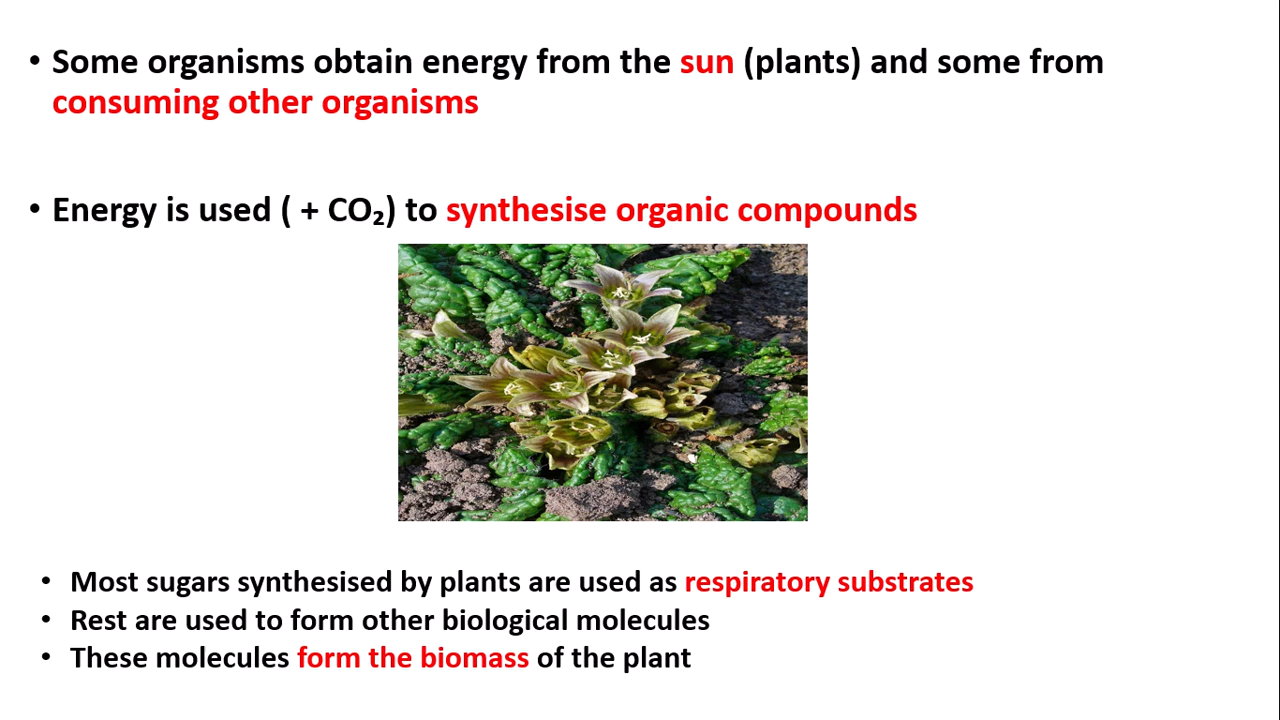 • Some organisms obtain energy from the sun (plants) and some from
consuming other organisms
• Energy is used ( + CO₂) to synthesise organic compounds
• Most sugars synthesised by plants are used as respiratory substrates
• Rest are used to form other biological molecules
• These molecules form the biomass of the plant